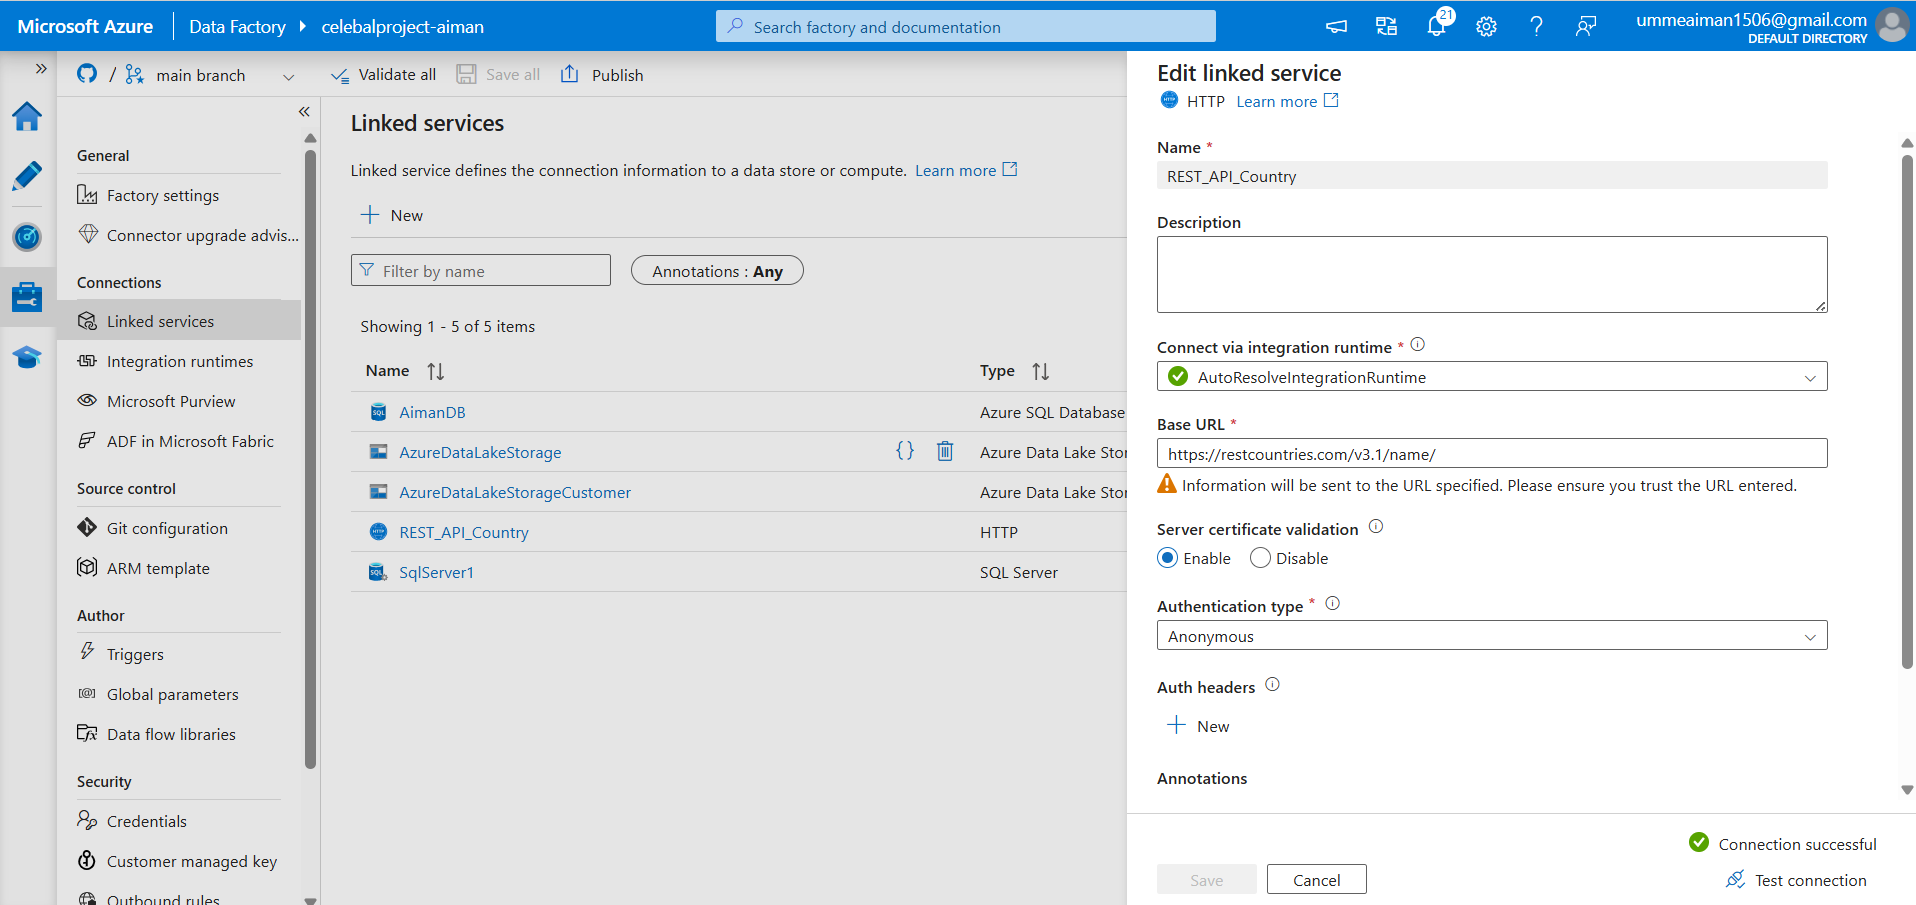 Microsoft Azure
Data Factory
celebalproject-aiman
Search factory and documentation
21
ummeaiman1506@gmail.com
DEFAULT DIRECTORY
/ main branch
Validate all
Save all
Publish
General
Factory settings
Connector upgrade advis...
Connections
Linked services
Integration runtimes
Microsoft Purview
ADF in Microsoft Fabric
Source control
Git configuration
ARM template
Author
Triggers
Global parameters
Data flow libraries
Security
Credentials
Customer managed key
Outbound rules
Linked services
Linked service defines the connection information to a data store or compute. Learn more
New
Filter by name
Annotations : Any
Showing 1 - 5 of 5 items
Name Type
AimanDB Azure SQL Database
AzureDataLakeStorage {} Azure Data Lake Stor
AzureDataLakeStorageCustomer Azure Data Lake Stor
REST_API_Country HTTP
SqlServer1 SQL Server
Edit linked service
HTTP Learn more
Name *
REST_API_Country
Description
Connect via integration runtime *
AutoResolveIntegrationRuntime
Base URL *
https://restcountries.com/v3.1/name/
Information will be sent to the URL specified. Please ensure you trust the URL entered.
Server certificate validation
Enable Disable
Authentication type *
Anonymous
Auth headers
New
Annotations
Connection successful
Save
Cancel
Test connection